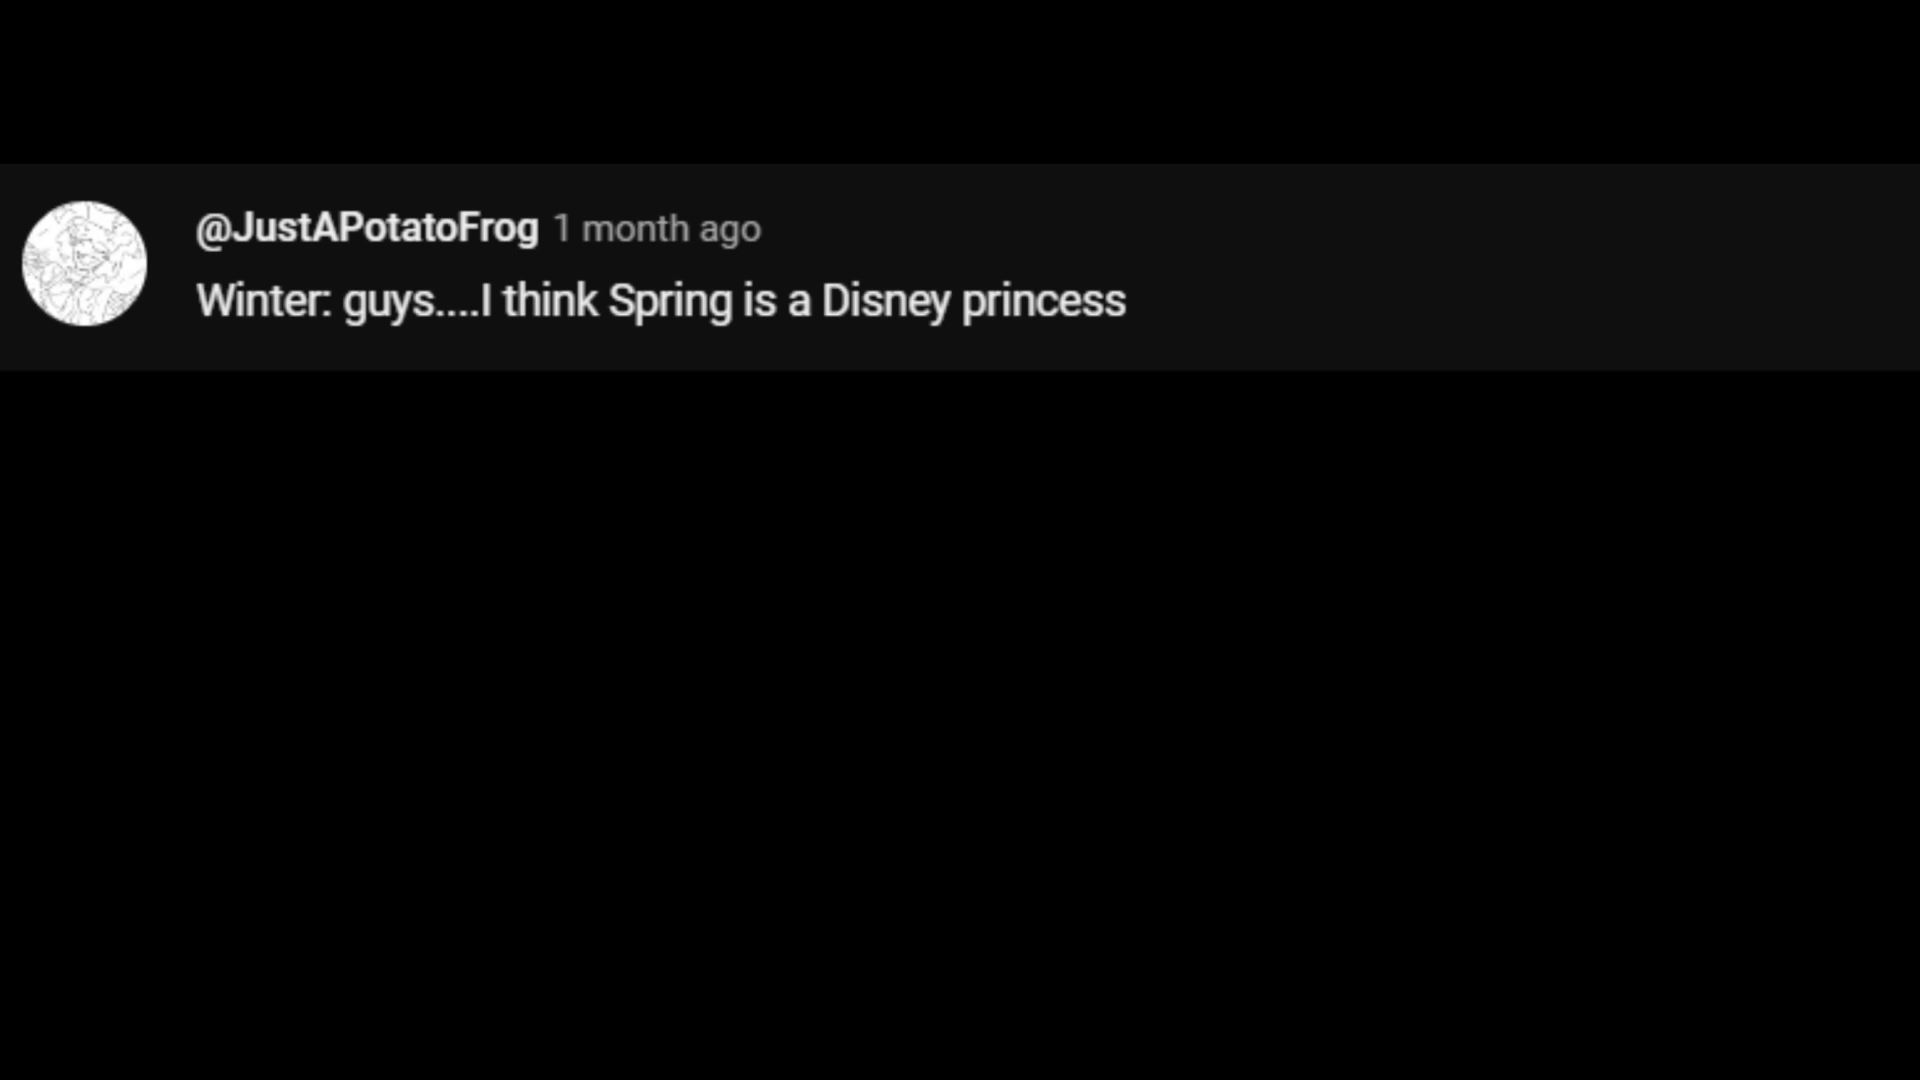 @JustAPotatoFrog 1 month ago
Winter: guys....I think Spring is a Disney princess